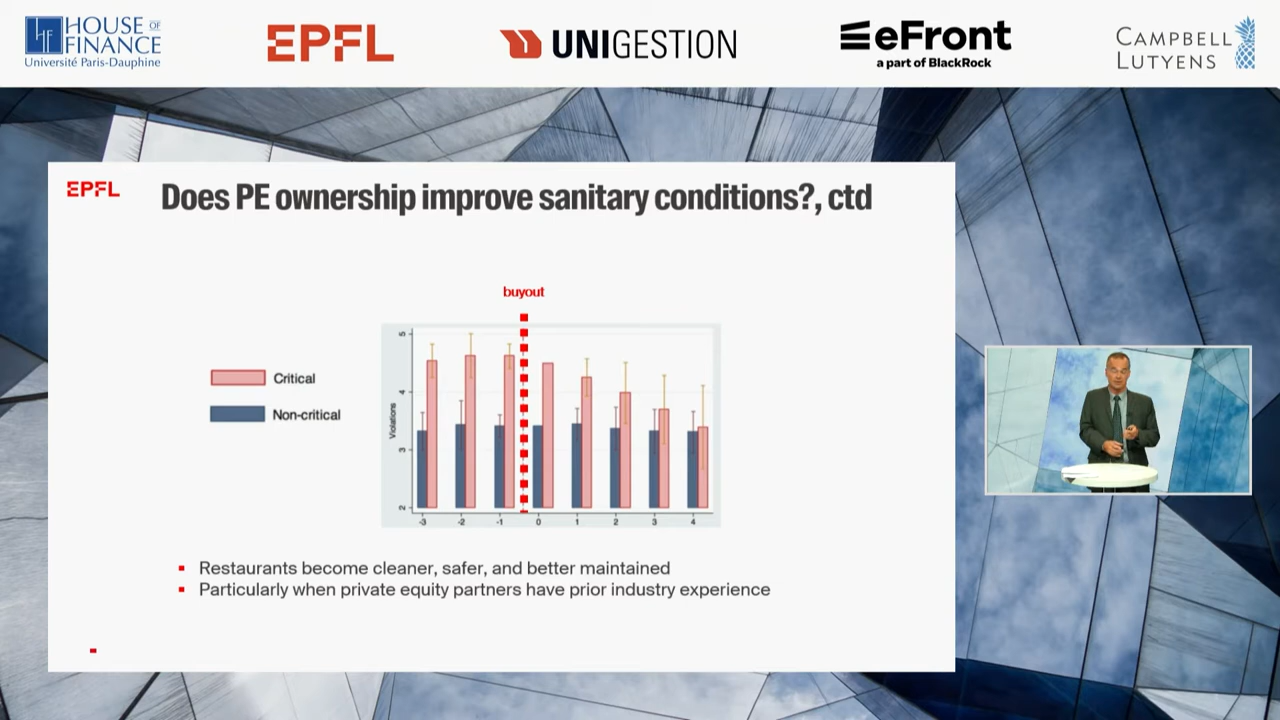 HOUSE OF
FINANCE
Université Paris-Dauphine
EPFL
UNIGESTION
eFront
a part of BlackRock
CAMPBELL
LUTYENS
EPFL
Does PE ownership improve sanitary conditions?, ctd
buyout
Critical
Non-critical
Violations
5
4
3
2
-3 -2 -1 0 1 2 3 4
Restaurants become cleaner, safer, and better maintained
Particularly when private equity partners have prior industry experience